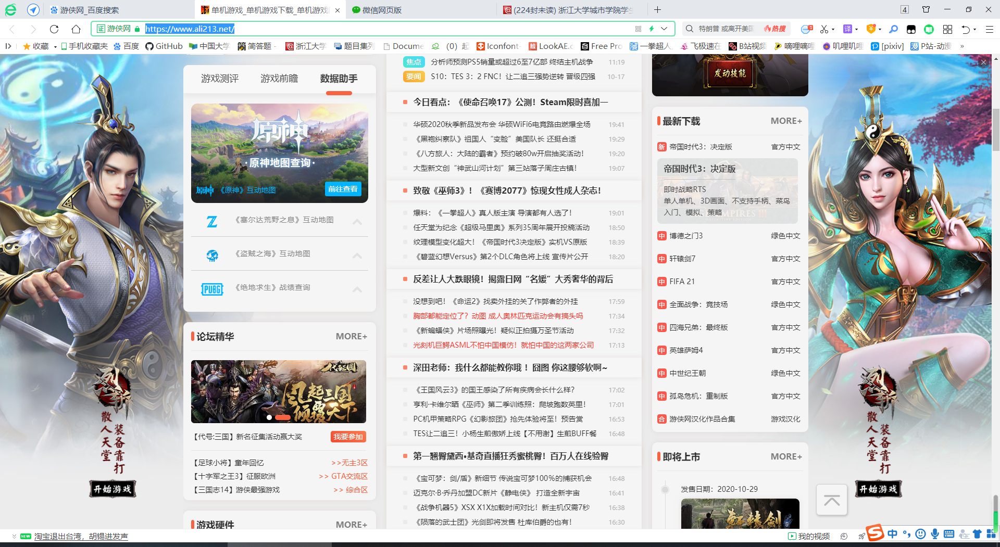 游侠网_百度搜索
单机游戏_单机游戏下载_单机游戏
微信网页版
(224封未读) 浙江大学城市学院学生
4
证 游侠网
https://www.ali213.net/
特朗普 或离开美国
热搜
译
收藏
手机收藏夹
百度
GitHub
中国大学
简答题 -
浙江大学
题目集列
Docume
(0) 起
Iconfont-
LookAE.c
Free Pro
一拳超人
飞极速在
B站视频
嘀哩嘀哩
叽哩叽哩
[pixiv]
P站-动漫
»
游戏测评
游戏前瞻
数据助手
原神
·原神地图查询·
原神
《原神》互动地图
前往查看
《塞尔达荒野之息》互动地图
《盗贼之海》互动地图
PUBG
《绝地求生》战绩查询
论坛精华
MORE+
代号三国
风起三国
倾覆天下
【代号:三国】新名征集活动赢大奖
我要参加
【足球小将】童年回忆
>>无主3区
【十字军之王3】征服欧洲
>> GTA交流区
【三国志14】游侠最强游戏
>> 综合区
游戏硬件
MORE+
焦点
分析师预测PS5销量或超过6至7亿部 终结主机战争
11:19
要闻
S10：TES 3：2 FNC！让二追三强势逆转 晋级四强
10-17
今日看点：《使命召唤17》公测！Steam限时喜加一
华硕2020秋季新品发布会 华硕WiFi6电竞路由燃爆全场
19:41
《黑袍纠察队》祖国人“变脸”美国队长 还挺合适
19:29
《八方旅人：大陆的霸者》预约破80w开启抽奖活动！
19:20
大型新文创“神武山河计划”第三站落子周庄古镇！
19:07
致敬《巫师3》！《赛博2077》惊现女性成人杂志！
爆料：《一拳超人》真人版主演 导演都有人选了！
19:01
任天堂为纪念《超级马里奥》系列35周年展开投稿活动
18:50
纹理模型变化超大！《帝国时代3决定版》实机VS原版
18:39
《碧蓝幻想Versus》第2个DLC角色将上线 宣传片公开
18:20
反差让人大跌眼镜！揭露日网“名媛”大秀奢华的背后
没想到吧！《命运2》找卖外挂的关了作弊者的外挂
17:59
胸部都能定位了？动图 成人奥林匹克运动会有搞头吗
17:34
《新蝙蝠侠》片场照曝光！疑似正拍摄万圣节活动
17:32
光刻机巨鳄ASML不怕中国模仿！就怕中国的这两家公司
17:13
深田老师：我什么都能教你哦 ！囧图 你这腰够软啊~
《王国风云3》的国王感染了所有疾病会长什么样？
17:02
亨利·卡维尔晒《巫师》第二季训练照：爬坡跑数英里！
17:01
PC机甲策略RPG《幻影旅团》抢先体验将至！预告赏
16:53
TES让二追三！小杨生煎傲娇上线【不用谢】生煎BUFF餐
16:48
第一翘臀黛西·基奇直播狂秀蜜桃臀！百万人在线验臀
《宝可梦：剑/盾》新细节 传说宝可梦100%的捕获机会
16:48
迈克尔·B·乔丹加盟DC新片《静电侠》 打造全新宇宙
16:41
《战争机器5》XSX X1X加载时间对比！新主机仅需7秒
16:38
《陨落的武士团》光剑即将发售 杜库伯爵的也有！
16:30
发动技能
最新下载
MORE+
新 帝国时代3：决定版
官方中文
帝国时代3：决定版
即时战略RTS
单人单机、3D画面、不支持手柄、菜鸟
入门、模拟、策略
中 博德之门3
绿色中文
中 轩辕剑7
官方中文
中 FIFA 21
官方中文
中 全面战争：竞技场
绿色中文
中 四海兄弟：最终版
官方中文
中 英雄萨姆4
官方中文
中 中世纪王朝
绿色中文
中 孤岛危机：重制版
官方中文
合 游侠网汉化作品合集
游戏汉化
即将上市
MORE+
发售日期：2020-10-29
轩辕剑
烈斩
散人天堂
装备靠打
开始游戏
烈斩
散人天堂
装备靠打
开始游戏
NEW
淘宝退出台湾，胡锡进发声
我的视频
中